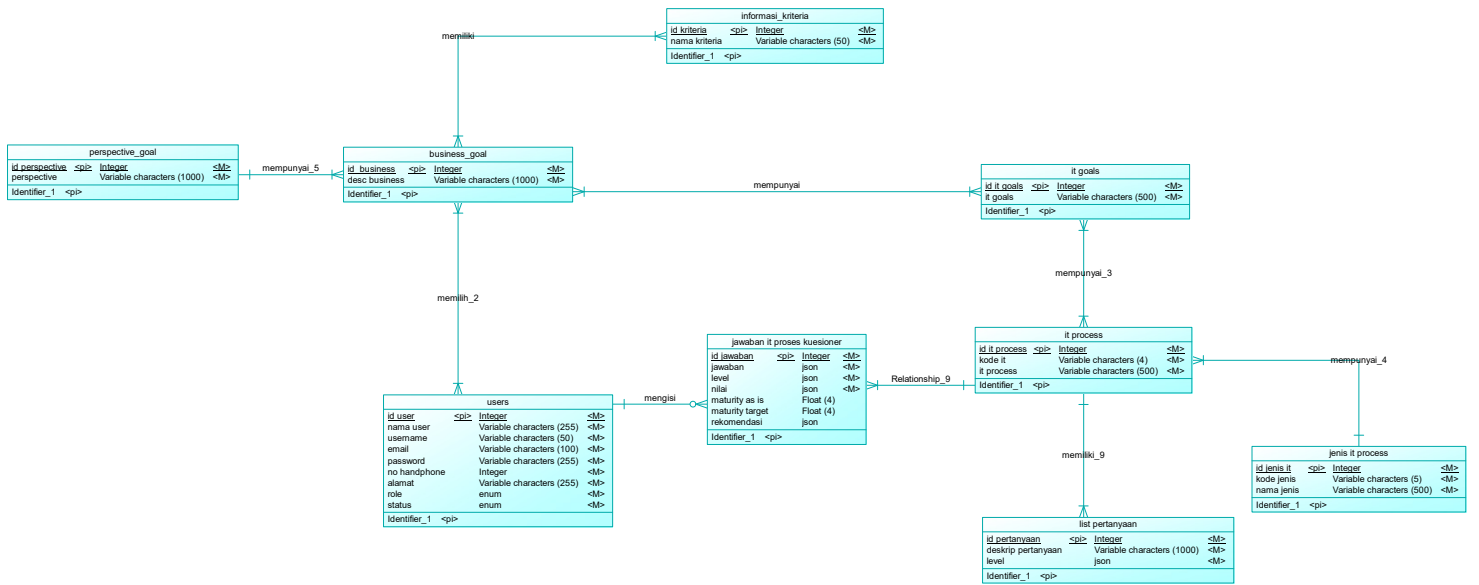 informasi_kriteria
id kriteria <pi> Integer <M>
nama kriteria Variable characters (50) <M>
Identifier_1 <pi>
memiliki
perspective_goal
id perspective <pi> Integer <M>
perspective Variable characters (1000) <M>
Identifier_1 <pi>
mempunyai_5
business_goal
id_business <pi> Integer <M>
desc business Variable characters (1000) <M>
Identifier_1 <pi>
mempunyai
it goals
id it goals <pi> Integer <M>
it goals Variable characters (500) <M>
Identifier_1 <pi>
memilih_2
mempunyai_3
users
id user <pi> Integer <M>
nama user Variable characters (255) <M>
username Variable characters (50) <M>
email Variable characters (100) <M>
password Variable characters (255) <M>
no handphone Integer <M>
alamat Variable characters (255) <M>
role enum <M>
status enum <M>
Identifier_1 <pi>
mengisi
jawaban it proses kuesioner
id jawaban <pi> Integer <M>
jawaban json <M>
level json <M>
nilai json <M>
maturity as is Float (4)
maturity target Float (4)
rekomendasi json
Identifier_1 <pi>
Relationship_9
it process
id it process <pi> Integer <M>
kode it Variable characters (4) <M>
it process Variable characters (500) <M>
Identifier_1 <pi>
mempunyai_4
memiliki_9
jenis it process
id jenis it <pi> Integer <M>
kode jenis Variable characters (5) <M>
nama jenis Variable characters (500) <M>
Identifier_1 <pi>
list pertanyaan
id pertanyaan <pi> Integer <M>
deskrip pertanyaan Variable characters (1000) <M>
level json <M>
Identifier_1 <pi>